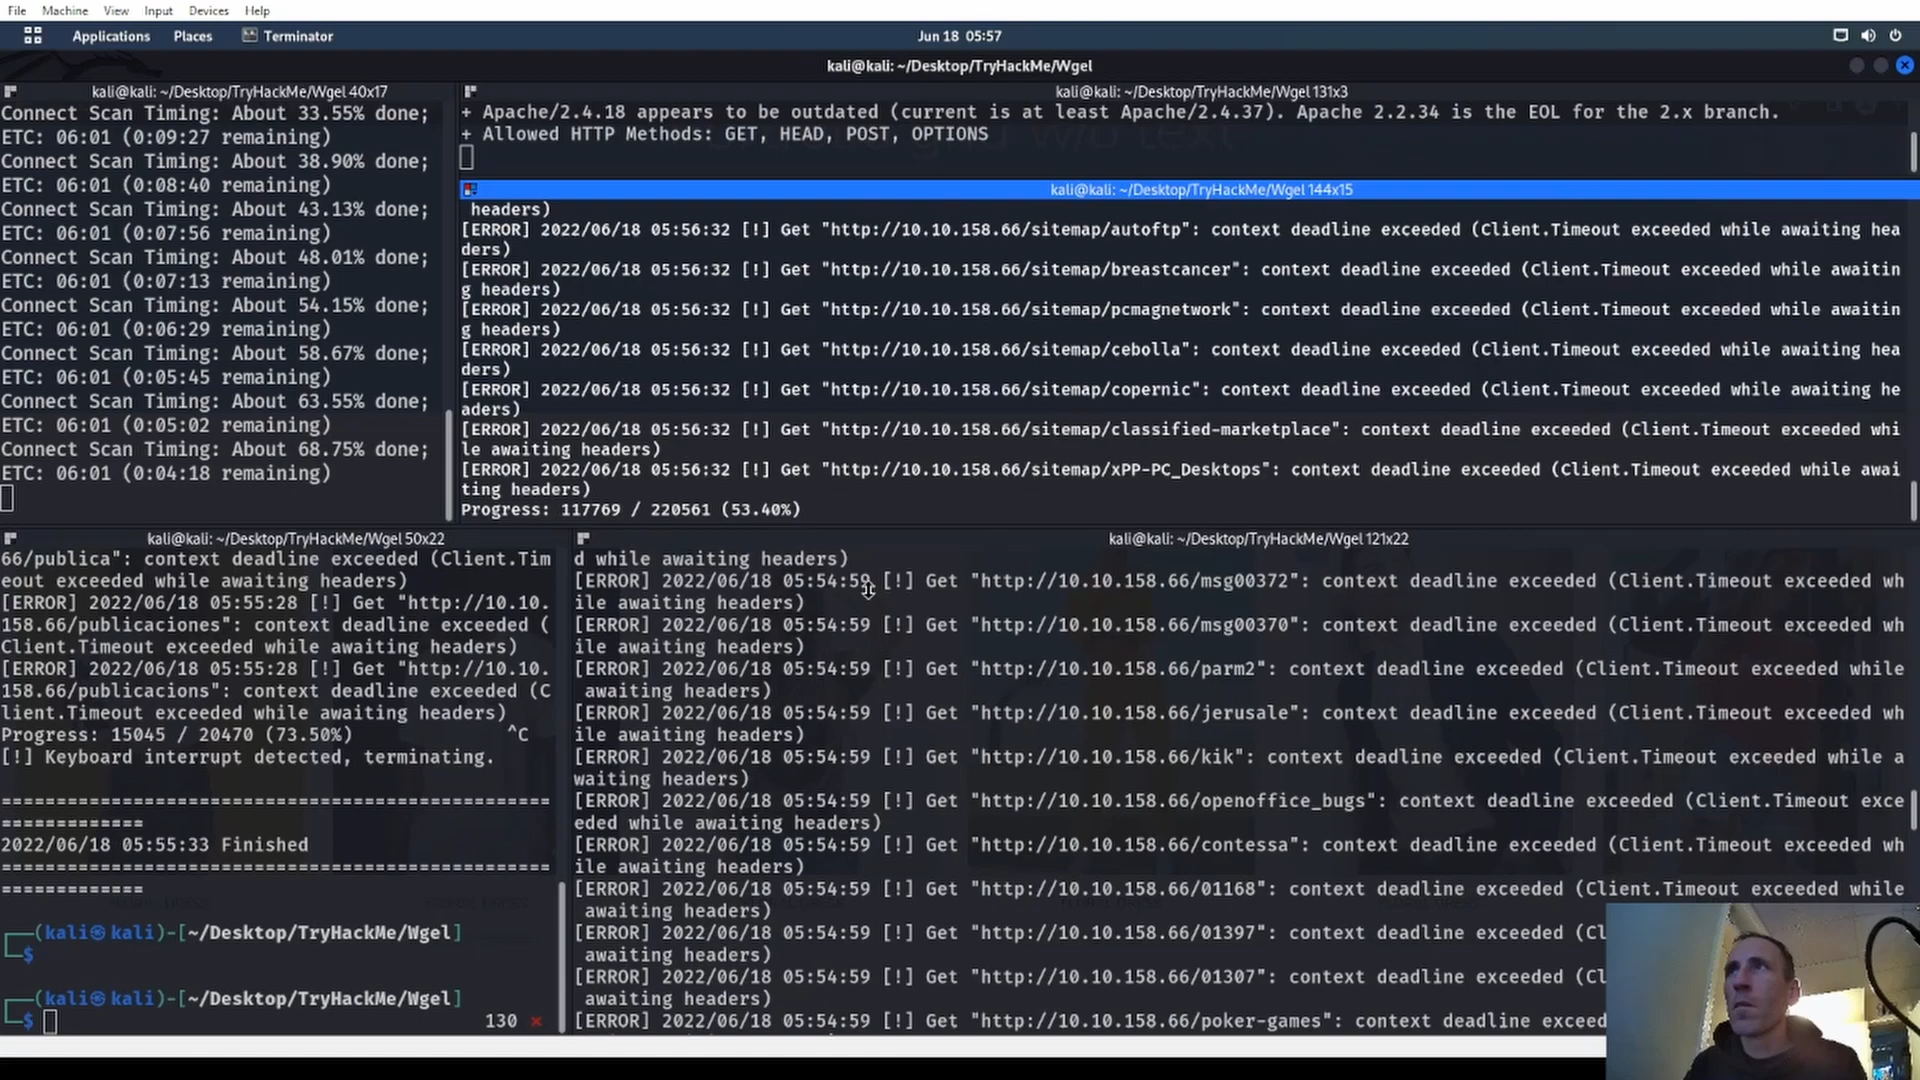 File Machine View Input Devices Help
Applications Places Terminator Jun 18 05:57
kali@kali: ~/Desktop/TryHackMe/Wgel
kali@kali: ~/Desktop/TryHackMe/Wgel 40x17
Connect Scan Timing: About 33.55% done;
ETC: 06:01 (0:09:27 remaining)
Connect Scan Timing: About 38.90% done;
ETC: 06:01 (0:08:40 remaining)
Connect Scan Timing: About 43.13% done;
ETC: 06:01 (0:07:56 remaining)
Connect Scan Timing: About 48.01% done;
ETC: 06:01 (0:07:13 remaining)
Connect Scan Timing: About 54.15% done;
ETC: 06:01 (0:06:29 remaining)
Connect Scan Timing: About 58.67% done;
ETC: 06:01 (0:05:45 remaining)
Connect Scan Timing: About 63.55% done;
ETC: 06:01 (0:05:02 remaining)
Connect Scan Timing: About 68.75% done;
ETC: 06:01 (0:04:18 remaining)
kali@kali: ~/Desktop/TryHackMe/Wgel 131x3
+ Apache/2.4.18 appears to be outdated (current is at least Apache/2.4.37). Apache 2.2.34 is the EOL for the 2.x branch.
+ Allowed HTTP Methods: GET, HEAD, POST, OPTIONS
kali@kali: ~/Desktop/TryHackMe/Wgel 144x15
headers)
[ERROR] 2022/06/18 05:56:32 [!] Get "http://10.10.158.66/sitemap/autoftp": context deadline exceeded (Client.Timeout exceeded while awaiting hea
ders)
[ERROR] 2022/06/18 05:56:32 [!] Get "http://10.10.158.66/sitemap/breastcancer": context deadline exceeded (Client.Timeout exceeded while awaitin
g headers)
[ERROR] 2022/06/18 05:56:32 [!] Get "http://10.10.158.66/sitemap/pcmagnetwork": context deadline exceeded (Client.Timeout exceeded while awaitin
g headers)
[ERROR] 2022/06/18 05:56:32 [!] Get "http://10.10.158.66/sitemap/cebolla": context deadline exceeded (Client.Timeout exceeded while awaiting hea
ders)
[ERROR] 2022/06/18 05:56:32 [!] Get "http://10.10.158.66/sitemap/copernic": context deadline exceeded (Client.Timeout exceeded while awaiting he
aders)
[ERROR] 2022/06/18 05:56:32 [!] Get "http://10.10.158.66/sitemap/classified-marketplace": context deadline exceeded (Client.Timeout exceeded whi
le awaiting headers)
[ERROR] 2022/06/18 05:56:32 [!] Get "http://10.10.158.66/sitemap/xPP-PC_Desktops": context deadline exceeded (Client.Timeout exceeded while awai
ting headers)
Progress: 117769 / 220561 (53.40%)
kali@kali: ~/Desktop/TryHackMe/Wgel 50x22
66/publica": context deadline exceeded (Client.Tim
eout exceeded while awaiting headers)
[ERROR] 2022/06/18 05:55:28 [!] Get "http://10.10.
158.66/publicaciones": context deadline exceeded (
Client.Timeout exceeded while awaiting headers)
[ERROR] 2022/06/18 05:55:28 [!] Get "http://10.10.
158.66/publicacions": context deadline exceeded (C
lient.Timeout exceeded while awaiting headers)
Progress: 15045 / 20470 (73.50%) ^C
[!] Keyboard interrupt detected, terminating.
==================================================
=============
2022/06/18 05:55:33 Finished
==================================================
=============
┌──(kali㉿kali)-[~/Desktop/TryHackMe/Wgel]
└─$
┌──(kali㉿kali)-[~/Desktop/TryHackMe/Wgel]
└─$ 130 ⨯
kali@kali: ~/Desktop/TryHackMe/Wgel 121x22
d while awaiting headers)
[ERROR] 2022/06/18 05:54:59 [!] Get "http://10.10.158.66/msg00372": context deadline exceeded (Client.Timeout exceeded wh
ile awaiting headers)
[ERROR] 2022/06/18 05:54:59 [!] Get "http://10.10.158.66/msg00370": context deadline exceeded (Client.Timeout exceeded wh
ile awaiting headers)
[ERROR] 2022/06/18 05:54:59 [!] Get "http://10.10.158.66/parm2": context deadline exceeded (Client.Timeout exceeded while
awaiting headers)
[ERROR] 2022/06/18 05:54:59 [!] Get "http://10.10.158.66/jerusale": context deadline exceeded (Client.Timeout exceeded wh
ile awaiting headers)
[ERROR] 2022/06/18 05:54:59 [!] Get "http://10.10.158.66/kik": context deadline exceeded (Client.Timeout exceeded while a
waiting headers)
[ERROR] 2022/06/18 05:54:59 [!] Get "http://10.10.158.66/openoffice_bugs": context deadline exceeded (Client.Timeout exce
eded while awaiting headers)
[ERROR] 2022/06/18 05:54:59 [!] Get "http://10.10.158.66/contessa": context deadline exceeded (Client.Timeout exceeded wh
ile awaiting headers)
[ERROR] 2022/06/18 05:54:59 [!] Get "http://10.10.158.66/01168": context deadline exceeded (Client.Timeout exceeded while
awaiting headers)
[ERROR] 2022/06/18 05:54:59 [!] Get "http://10.10.158.66/01397": context deadline exceeded (Cl
awaiting headers)
[ERROR] 2022/06/18 05:54:59 [!] Get "http://10.10.158.66/01307": context deadline exceeded (Cl
awaiting headers)
[ERROR] 2022/06/18 05:54:59 [!] Get "http://10.10.158.66/poker-games": context deadline exceed